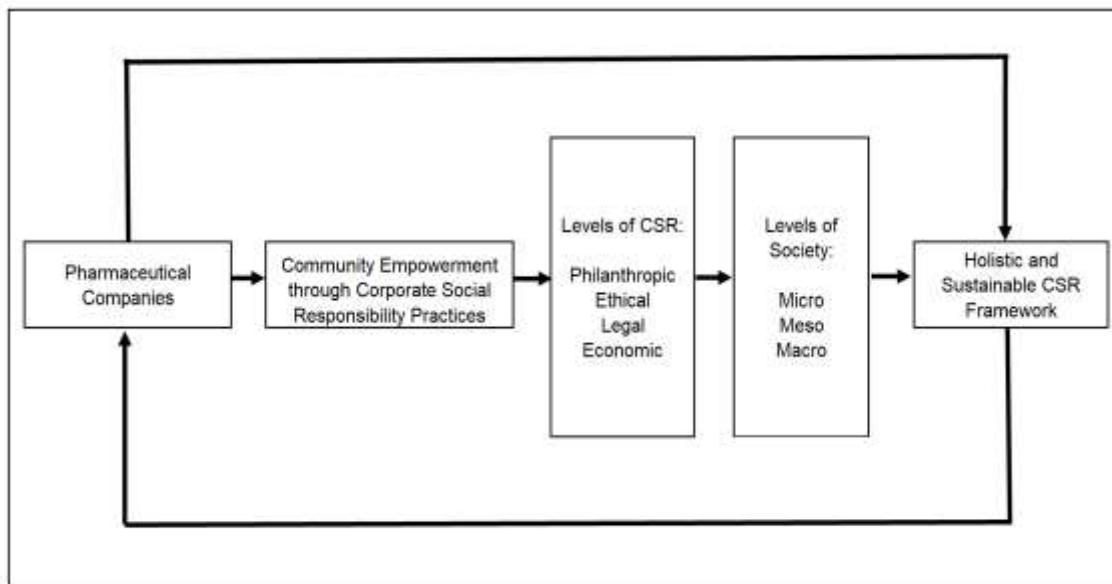 Pharmaceutical
Companies
Community Empowerment
through Corporate Social
Responsibility Practices
Levels of CSR:
Philanthropic
Ethical
Legal
Economic
Levels of
Society:
Micro
Meso
Macro
Holistic and
Sustainable CSR
Framework